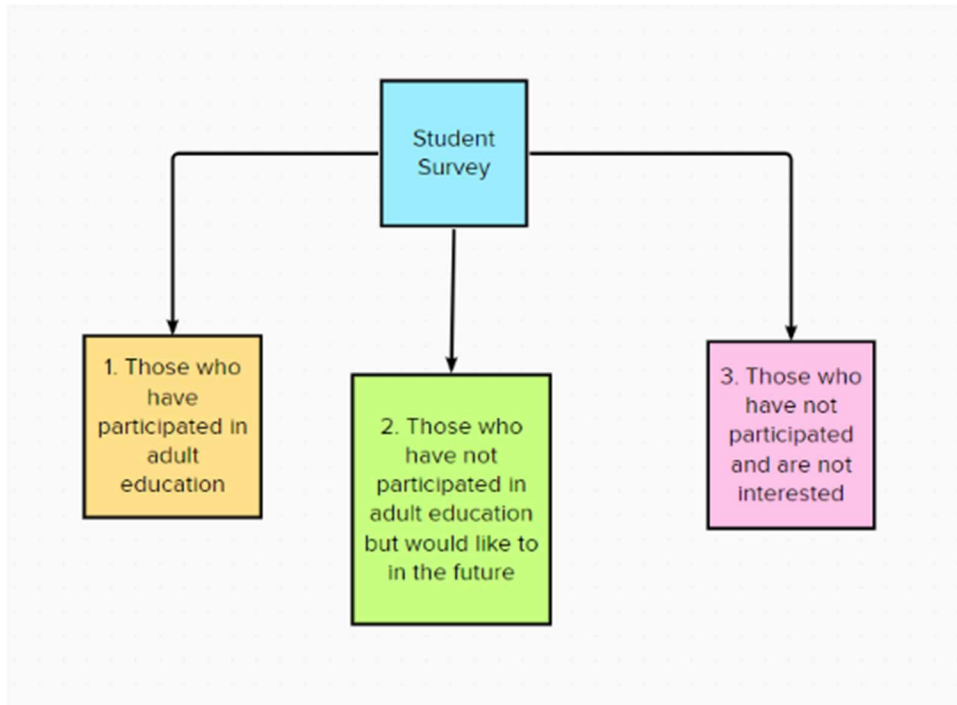 Student
Survey
1. Those who
have
participated in
adult
education
2. Those who
have not
participated in
adult education
but would like to
in the future
3. Those who
have not
participated
and are not
interested